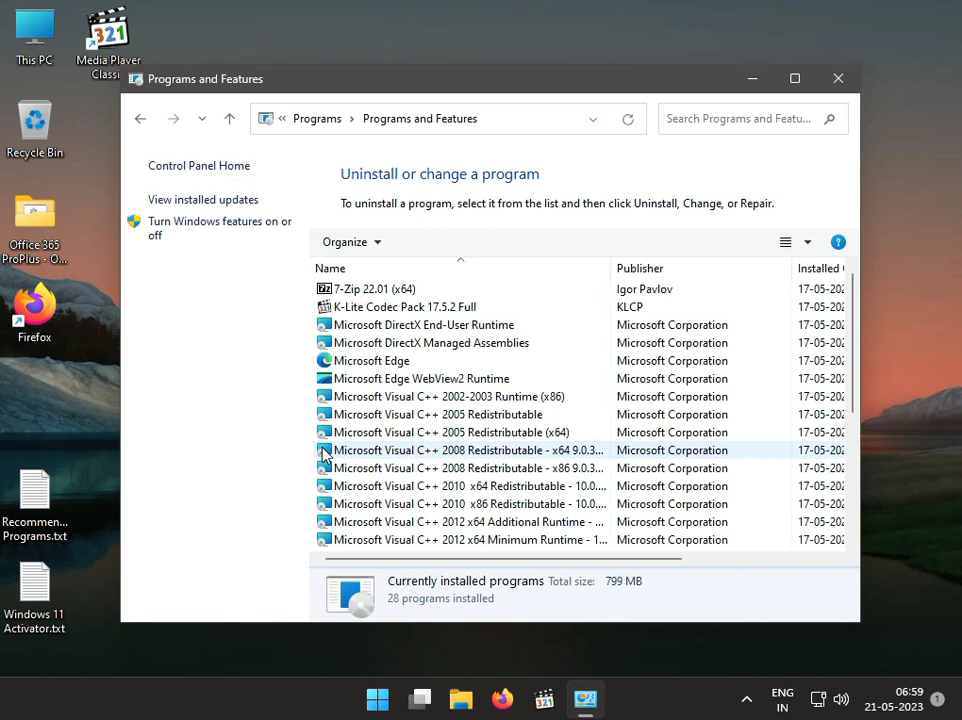 This PC
Media Player
Classi
Recycle Bin
Office 365
ProPlus - O...
Firefox
Recommen...
Programs.txt
Windows 11
Activator.txt
Programs and Features
Programs
Programs and Features
Search Programs and Featu...
Control Panel Home
View installed updates
Turn Windows features on or
off
Uninstall or change a program
To uninstall a program, select it from the list and then click Uninstall, Change, or Repair.
Organize
Name Publisher Installed
7-Zip 22.01 (x64) Igor Pavlov 17-05-202
K-Lite Codec Pack 17.5.2 Full KLCP 17-05-202
Microsoft DirectX End-User Runtime Microsoft Corporation 17-05-202
Microsoft DirectX Managed Assemblies Microsoft Corporation 17-05-202
Microsoft Edge Microsoft Corporation 17-05-202
Microsoft Edge WebView2 Runtime Microsoft Corporation 17-05-202
Microsoft Visual C++ 2002-2003 Runtime (x86) Microsoft Corporation 17-05-202
Microsoft Visual C++ 2005 Redistributable Microsoft Corporation 17-05-202
Microsoft Visual C++ 2005 Redistributable (x64) Microsoft Corporation 17-05-202
Microsoft Visual C++ 2008 Redistributable - x64 9.0.3... Microsoft Corporation 17-05-202
Microsoft Visual C++ 2008 Redistributable - x86 9.0.3... Microsoft Corporation 17-05-202
Microsoft Visual C++ 2010 x64 Redistributable - 10.0.... Microsoft Corporation 17-05-202
Microsoft Visual C++ 2010 x86 Redistributable - 10.0.... Microsoft Corporation 17-05-202
Microsoft Visual C++ 2012 x64 Additional Runtime - ... Microsoft Corporation 17-05-202
Microsoft Visual C++ 2012 x64 Minimum Runtime - 1... Microsoft Corporation 17-05-202
Currently installed programs Total size: 799 MB
28 programs installed
321
321
ENG
IN
06:59
21-05-2023
1